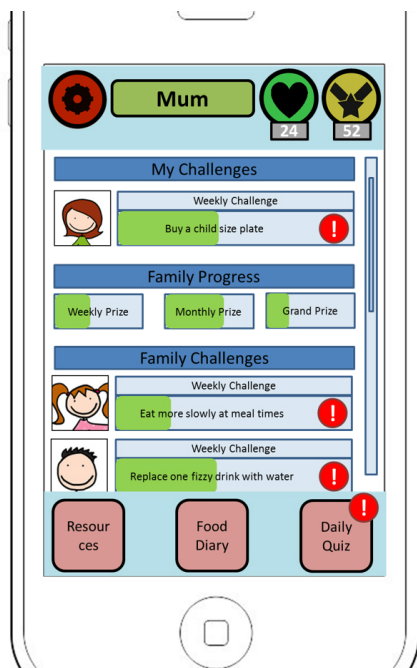 Mum
24
52
My Challenges
Weekly Challenge
Buy a child size plate
!
Family Progress
Weekly Prize
Monthly Prize
Grand Prize
Family Challenges
Weekly Challenge
Eat more slowly at meal times
!
Weekly Challenge
Replace one fizzy drink with water
!
Resour
ces
Food
Diary
Daily
Quiz
!